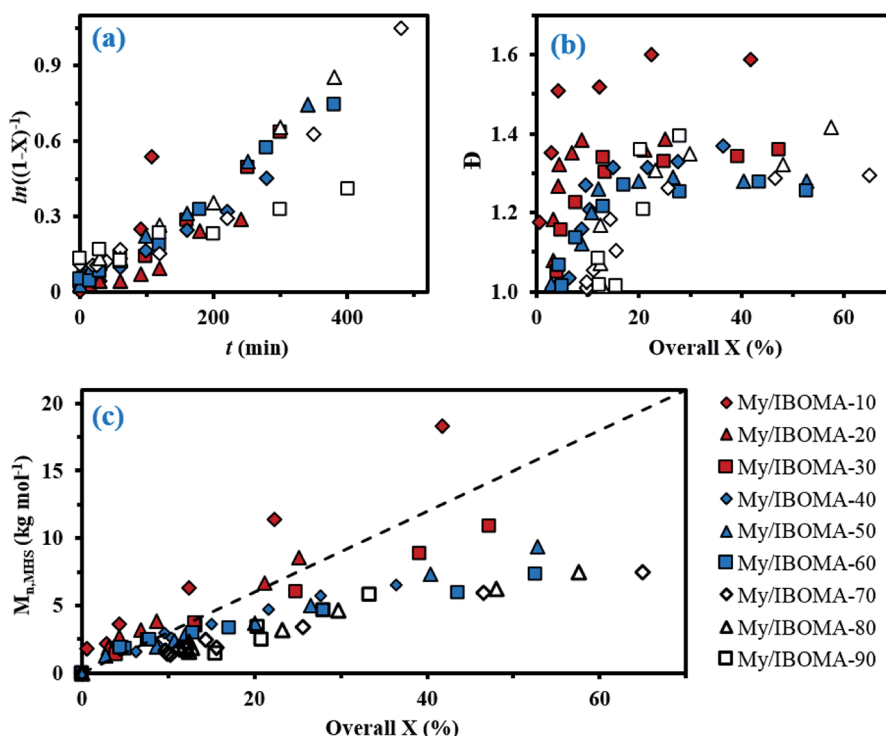 (a)
0.9
0.6
0.3
0
0 200 400
ln((1-X)⁻¹)
t (min)
(b)
1.6
1.4
1.2
1.0
0 20 40 60
Đ
Overall X (%)
(c)
20
15
10
5
0
0 20 40 60
Mn,MHS (kg mol⁻¹)
Overall X (%)
My/IBOMA-10
My/IBOMA-20
My/IBOMA-30
My/IBOMA-40
My/IBOMA-50
My/IBOMA-60
My/IBOMA-70
My/IBOMA-80
My/IBOMA-90